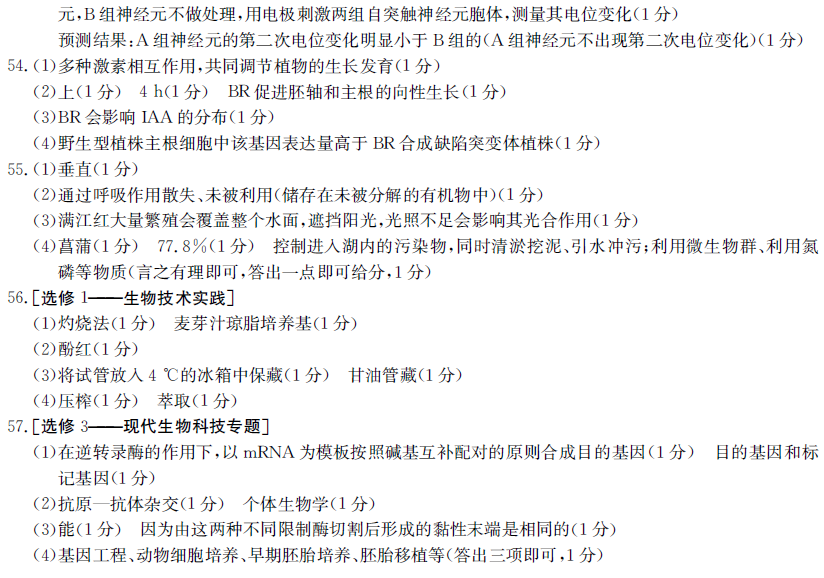 元,B组神经元不做处理,用电极刺激两组自突触神经元胞体,测量其电位变化(1分)
预测结果:A组神经元的第二次电位变化明显小于B组的(A组神经元不出现第二次电位变化)(1分)
54.(1)多种激素相互作用,共同调节植物的生长发育(1分)
(2)上(1分) 4 h(1分) BR促进胚轴和主根的向性生长(1分)
(3)BR会影响IAA的分布(1分)
(4)野生型植株主根细胞中该基因表达量高于BR合成缺陷突变体植株(1分)
55.(1)垂直(1分)
(2)通过呼吸作用散失、未被利用(储存在未被分解的有机物中)(1分)
(3)满江红大量繁殖会覆盖整个水面,遮挡阳光,光照不足会影响其光合作用(1分)
(4)菖蒲(1分) 77.8%(1分) 控制进入湖内的污染物,同时清淤挖泥、引水冲污;利用微生物群、利用氮
磷等物质(言之有理即可,答出一点即可给分,1分)
56.[选修1——生物技术实践]
(1)灼烧法(1分) 麦芽汁琼脂培养基(1分)
(2)酚红(1分)
(3)将试管放入4 ℃的冰箱中保藏(1分) 甘油管藏(1分)
(4)压榨(1分) 萃取(1分)
57.[选修3——现代生物科技专题]
(1)在逆转录酶的作用下,以mRNA为模板按照碱基互补配对的原则合成目的基因(1分) 目的基因和标
记基因(1分)
(2)抗原—抗体杂交(1分) 个体生物学(1分)
(3)能(1分) 因为由这两种不同限制酶切割后形成的黏性末端是相同的(1分)
(4)基因工程、动物细胞培养、早期胚胎培养、胚胎移植等(答出三项即可,1分)